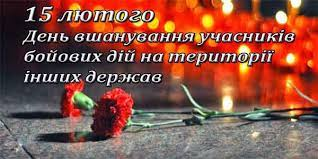 15 лютого
День вшанування учасників
бойових дій на території
інших держав